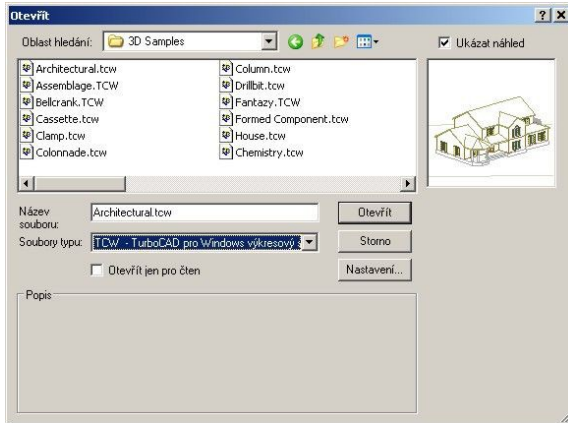 Otevřít
Oblast hledání: 3D Samples
Ukázat náhled
Architectural.tcw
Assemblage.TCW
Bellcrank.TCW
Cassette.tcw
Clamp.tcw
Colonnade.tcw
Column.tcw
Drillbit.tcw
Fantazy.TCW
Formed Component.tcw
House.tcw
Chemistry.tcw
Název souboru: Architectural.tcw
Otevřít
Soubory typu: TCW - TurboCAD pro Windows výkresový s
Storno
Otevřít jen pro čten
Nastavení...
Popis